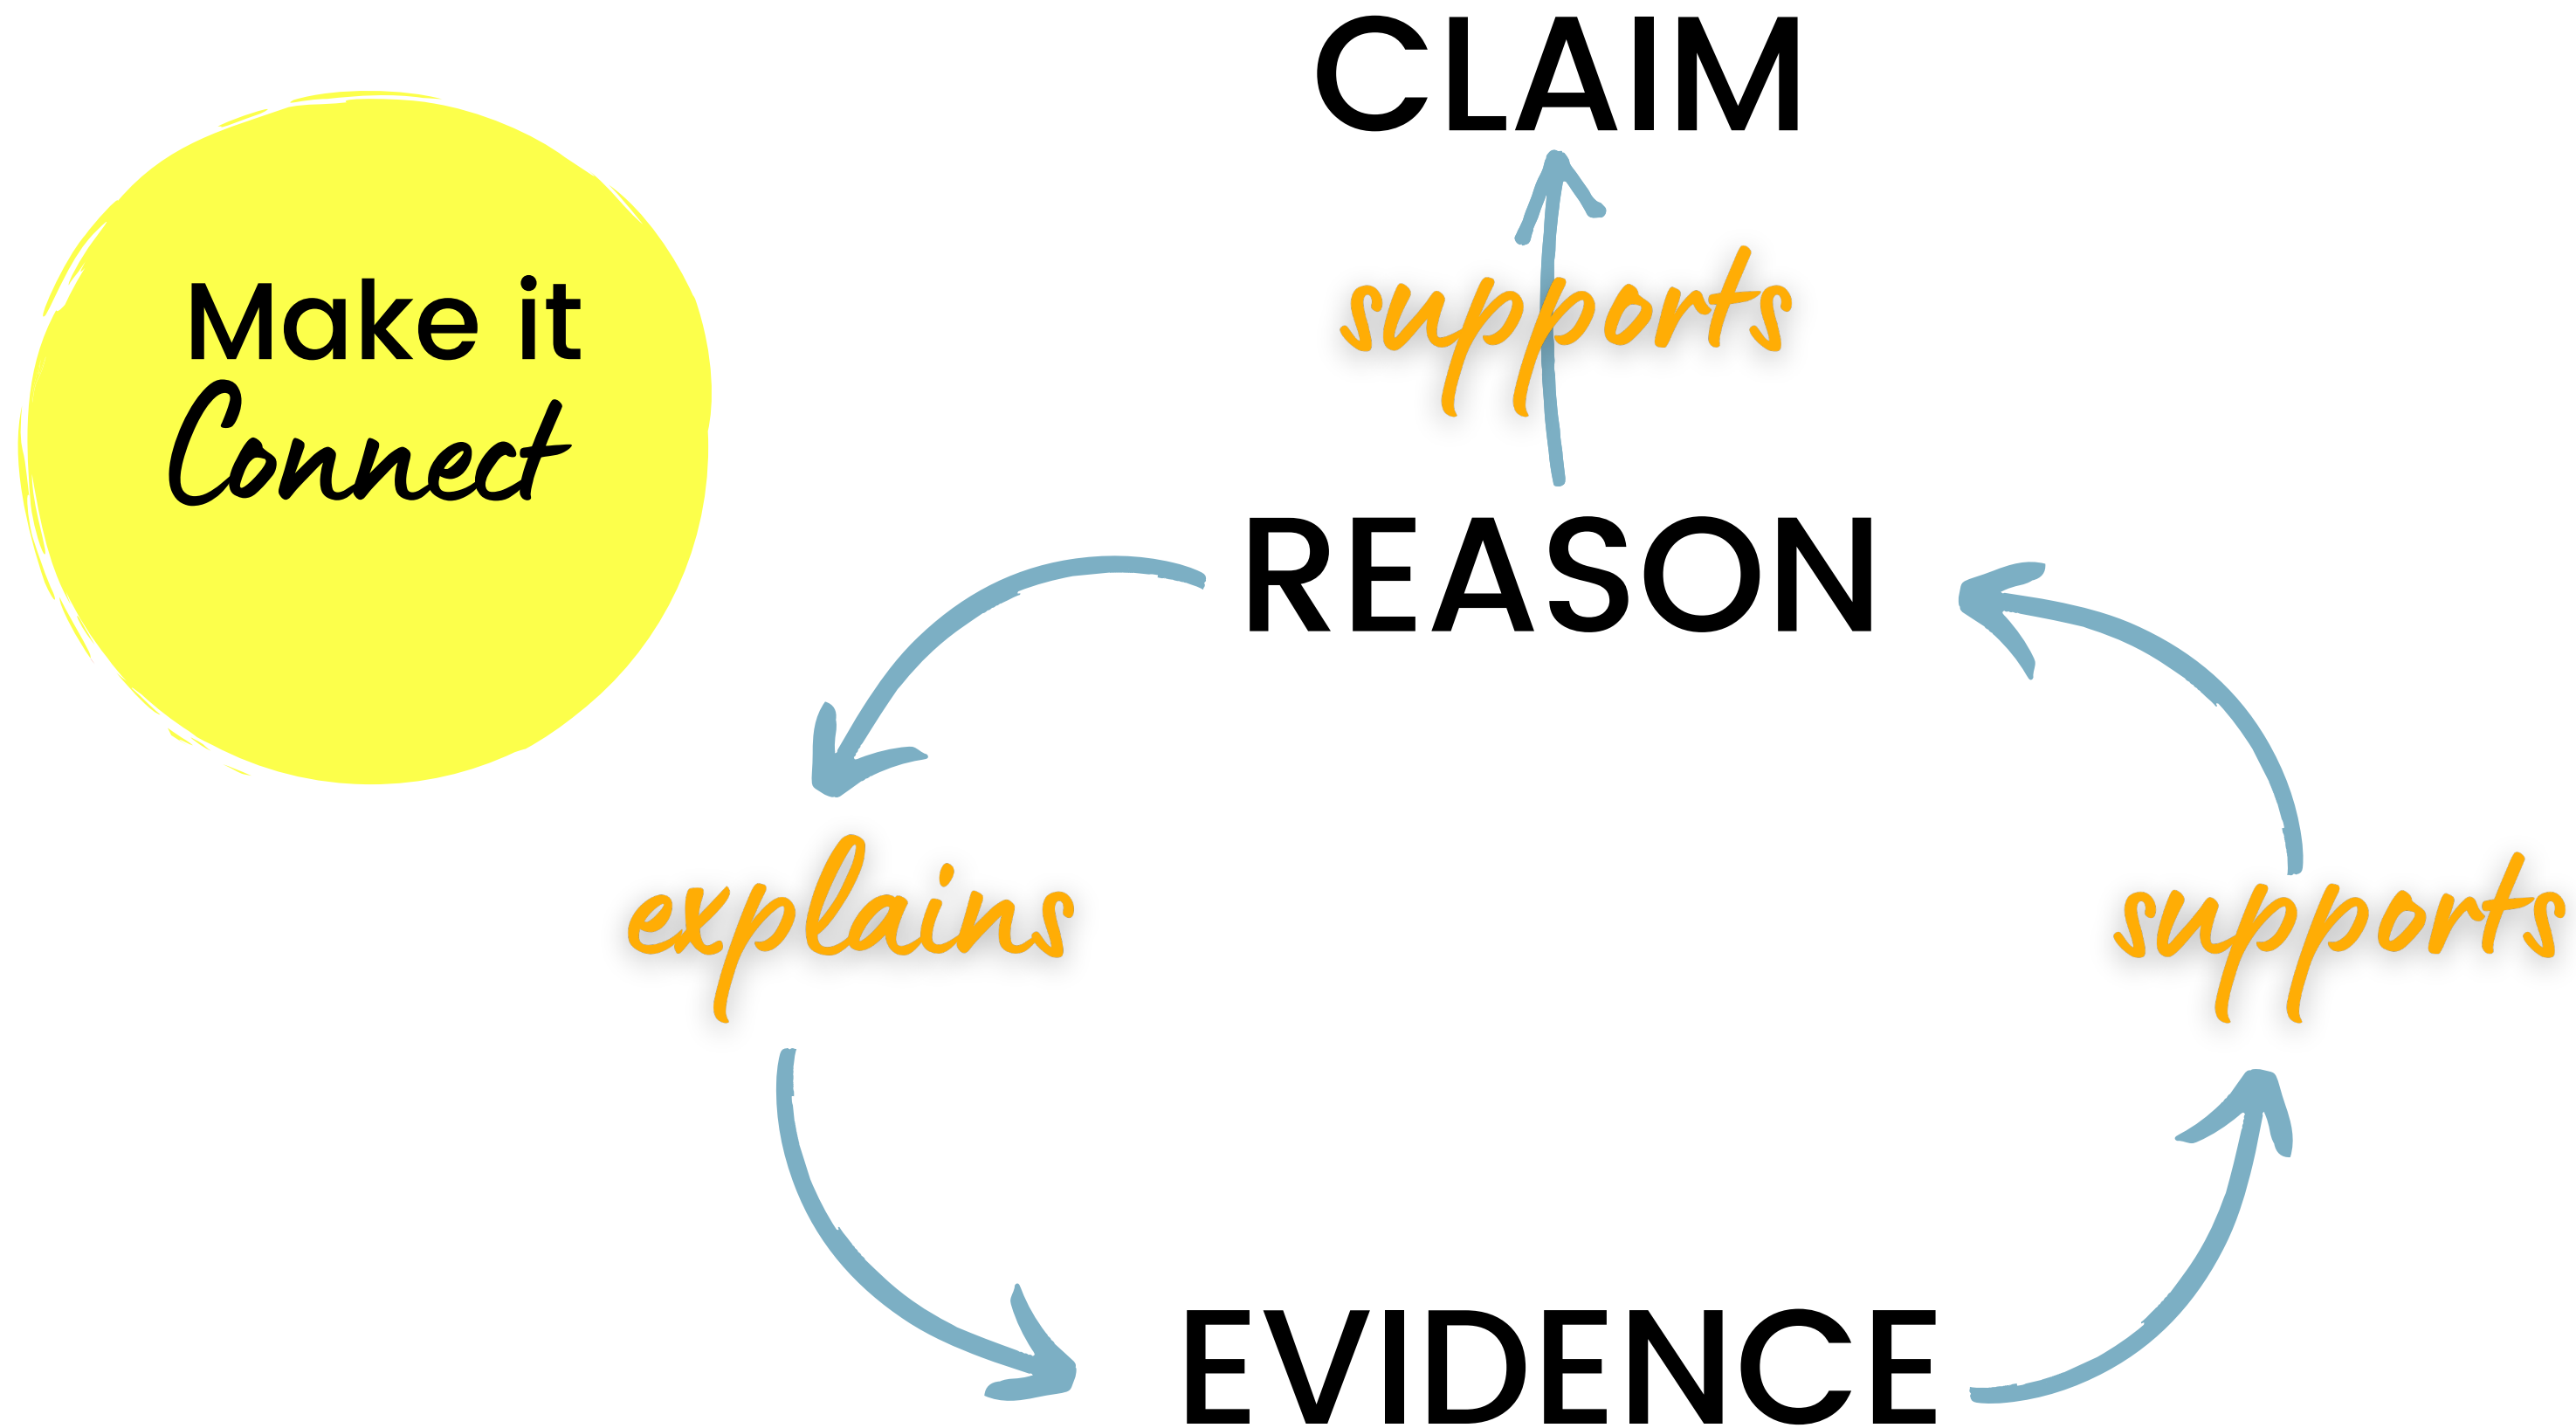 Make it
Connect
CLAIM
supports
REASON
explains
supports
EVIDENCE